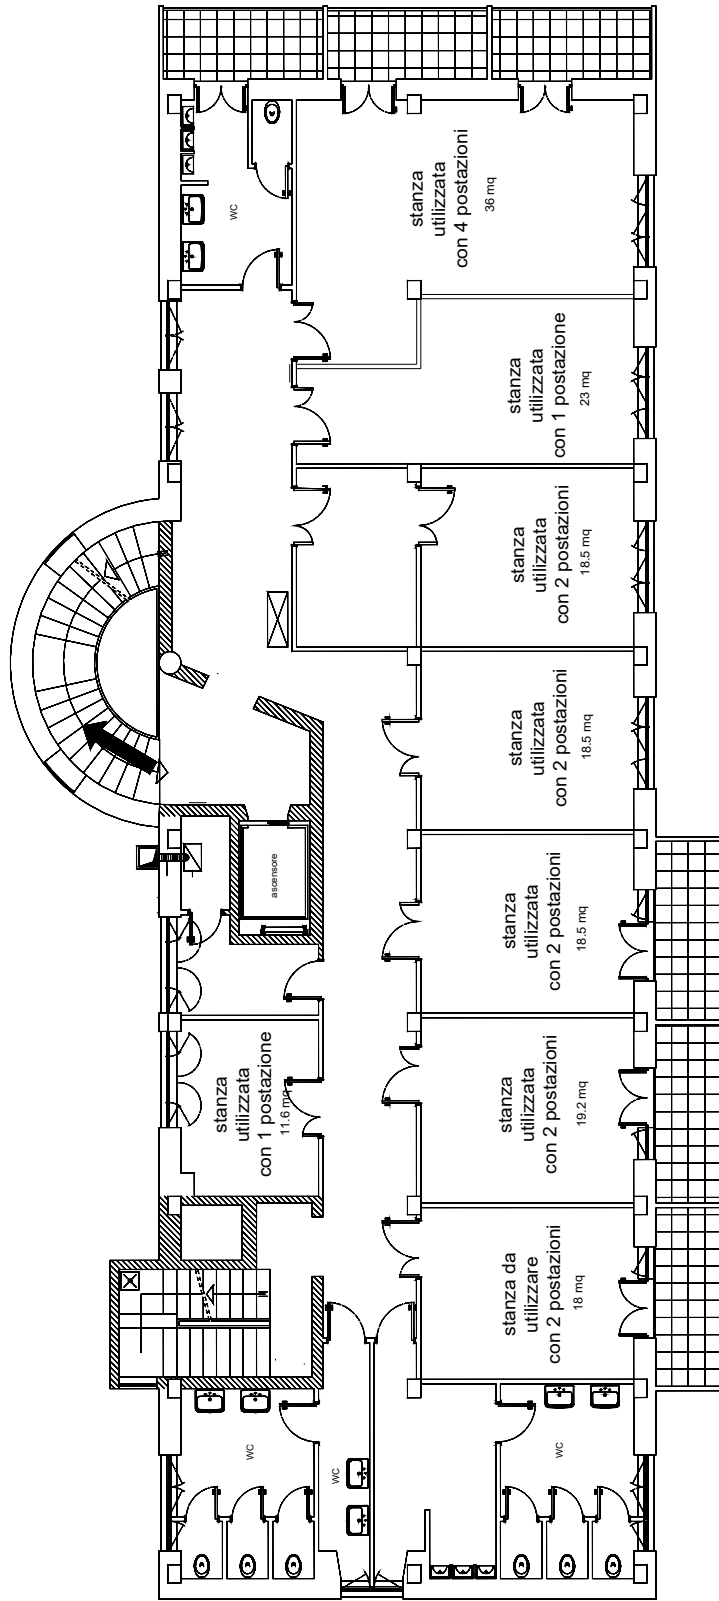 WC
stanza
utilizzata
con 4 postazioni
36 mq
stanza
utilizzata
con 1 postazione
23 mq
stanza
utilizzata
con 2 postazioni
18.5 mq
stanza
utilizzata
con 2 postazioni
18.5 mq
ascensore
stanza
utilizzata
con 2 postazioni
18.5 mq
stanza
utilizzata
con 1 postazione
11.6 mq
stanza
utilizzata
con 2 postazioni
19.2 mq
stanza da
utilizzare
con 2 postazioni
18 mq
WC
WC
WC